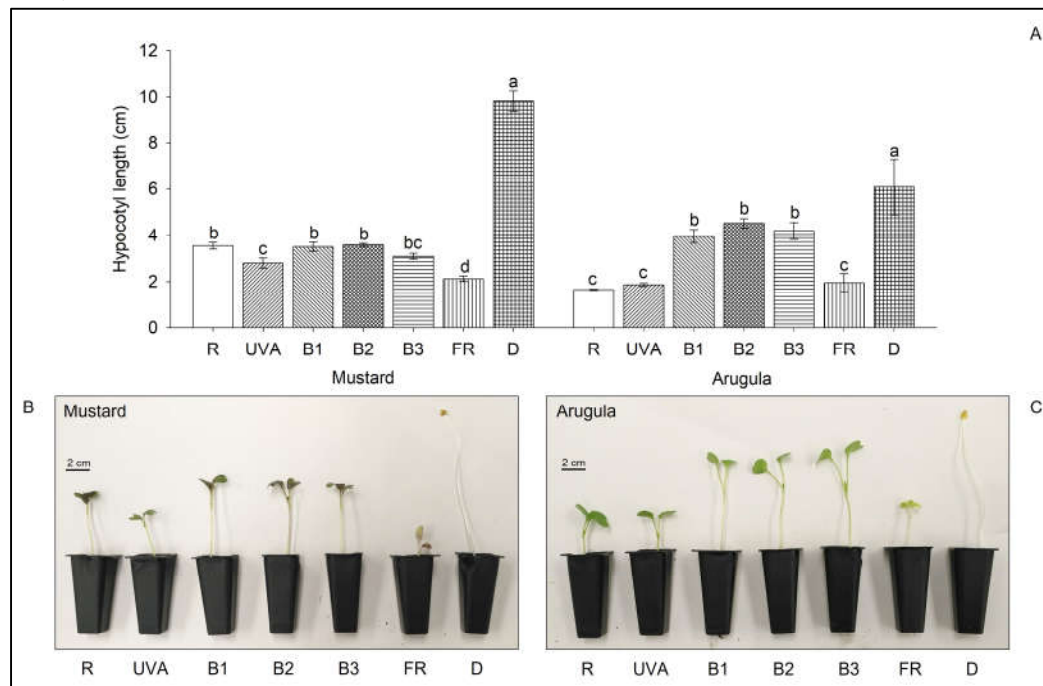 A
12
10
8
6
4
2
0
Hypocotyl length (cm)
b c b b bc d a
c c b b b c a
R UVA B1 B2 B3 FR D
R UVA B1 B2 B3 FR D
Mustard Arugula
B
Mustard
2 cm
R UVA B1 B2 B3 FR D
C
Arugula
2 cm
R UVA B1 B2 B3 FR D